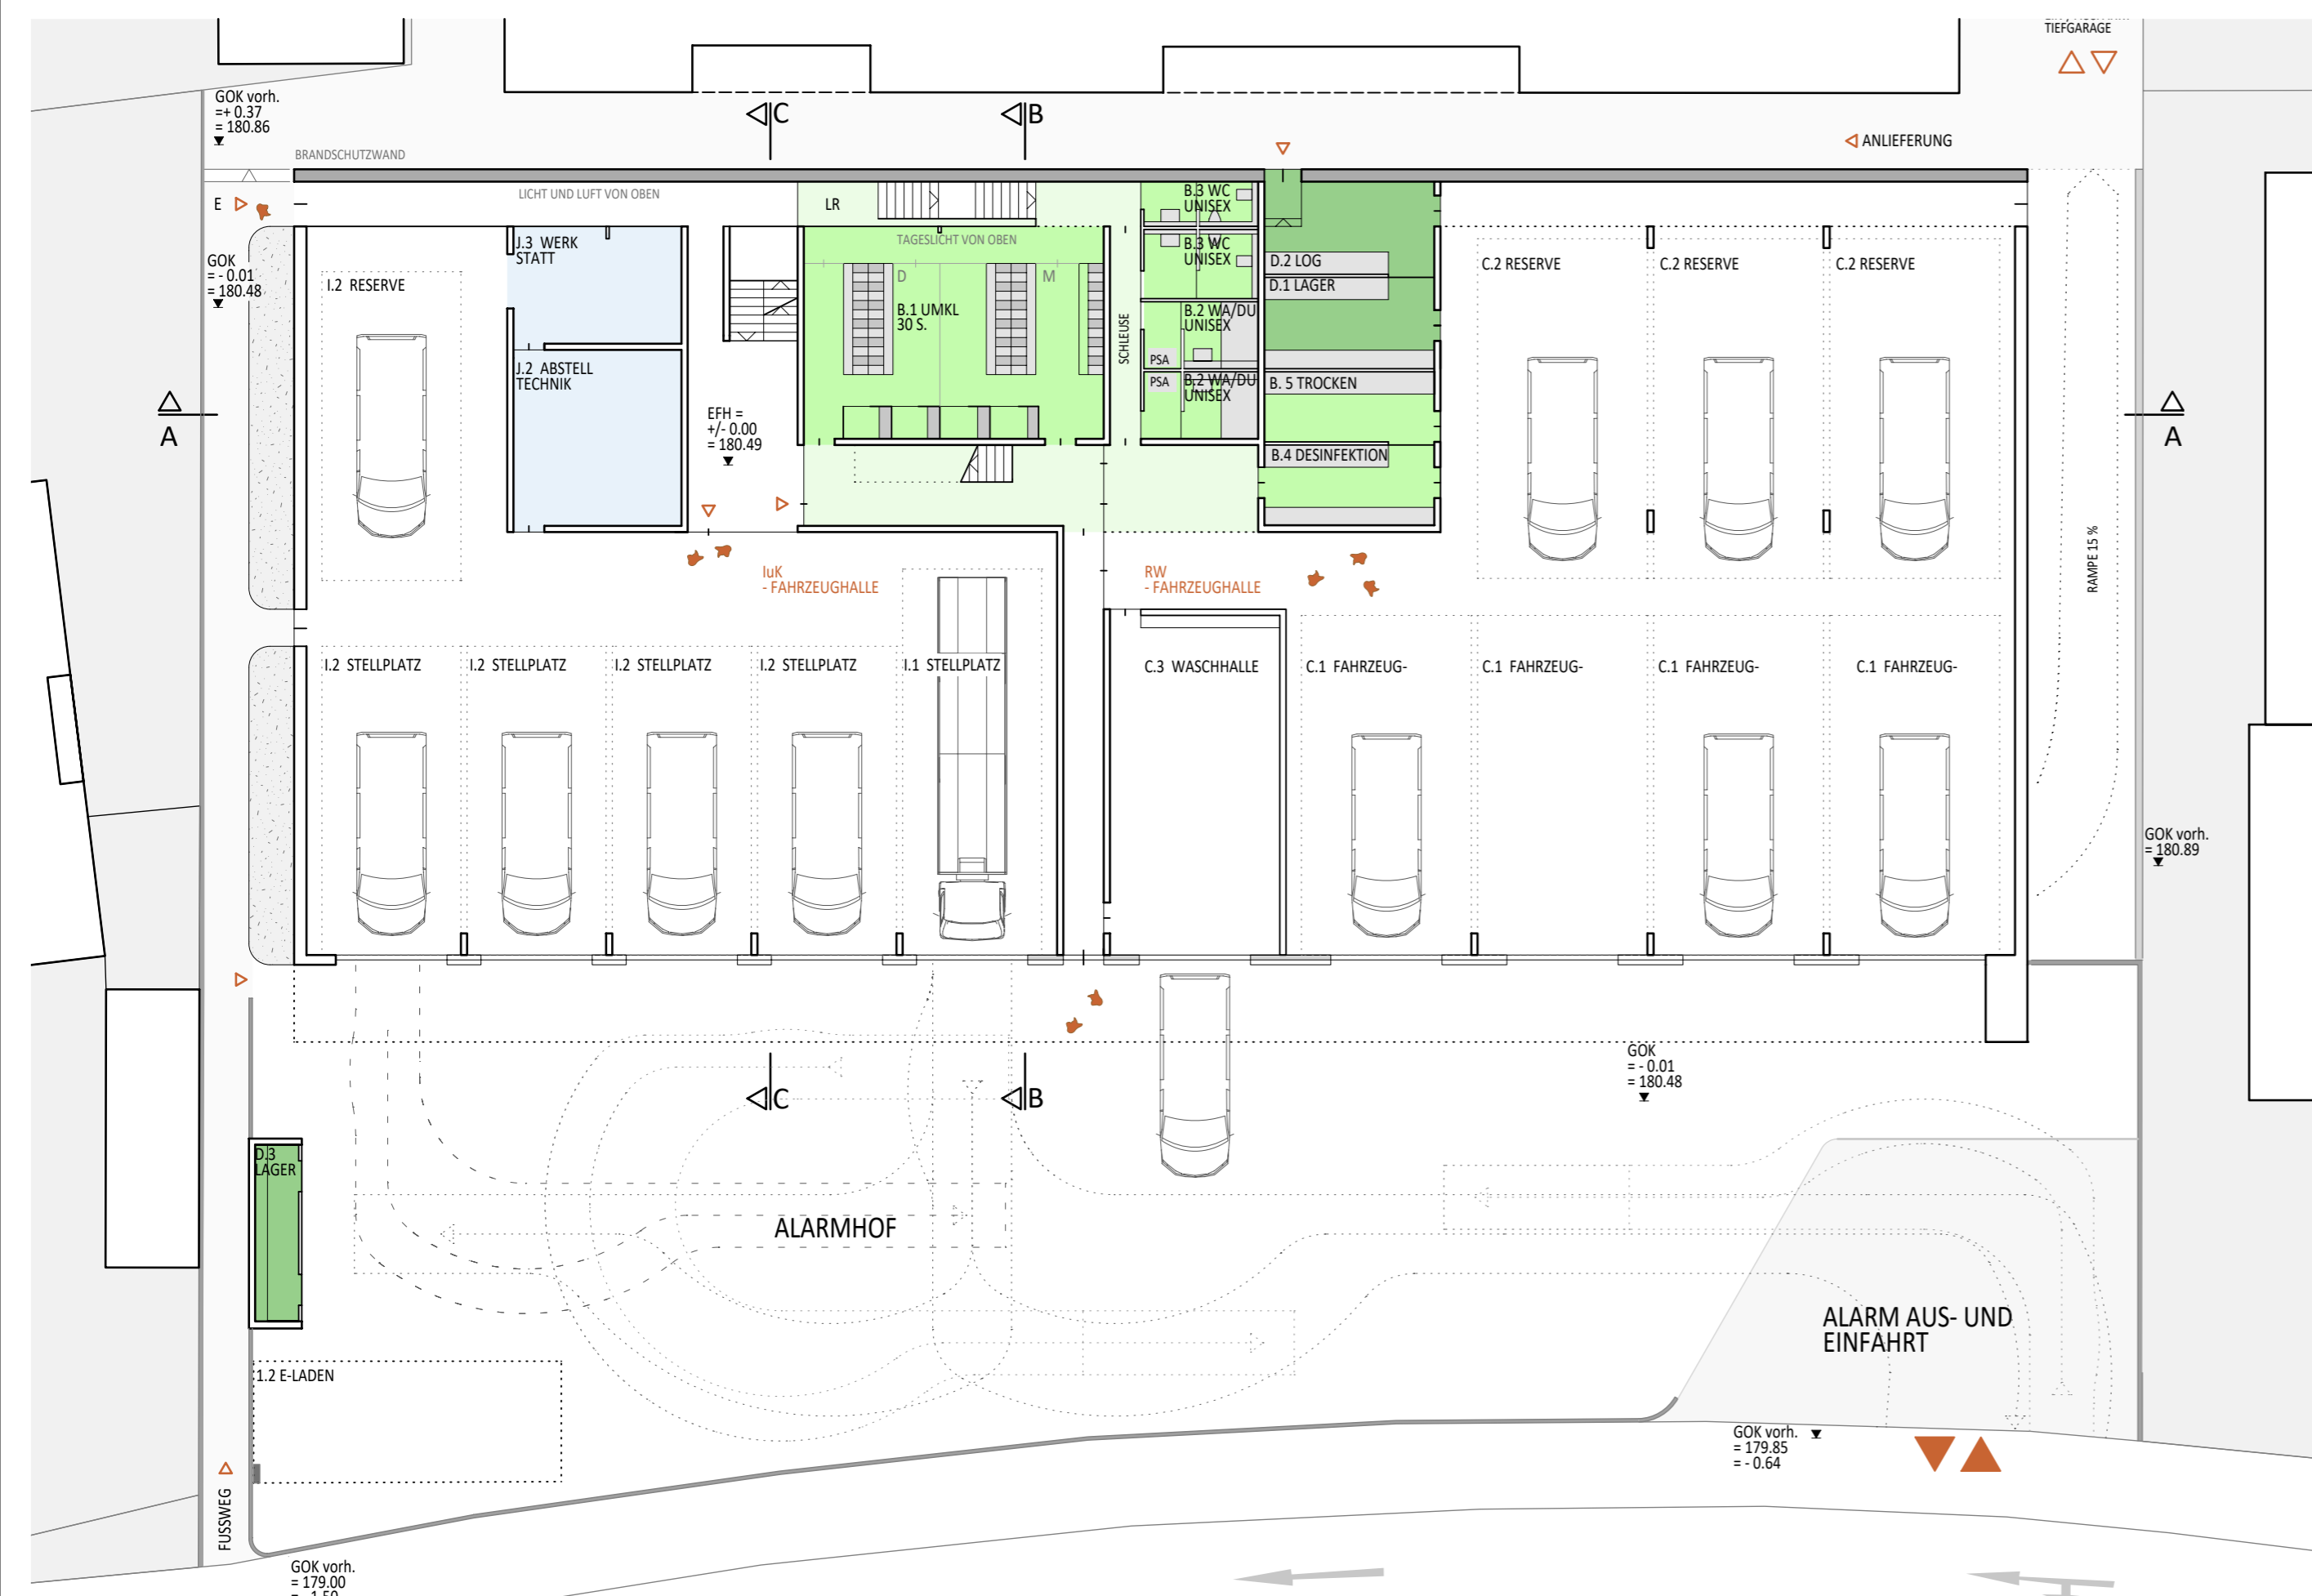 TIEFGARAGE
GOK vorh.
=+ 0.37
= 180.86
C
B
ANLIEFERUNG
BRANDSCHUTZWAND
LICHT UND LUFT VON OBEN
E
LR
B.3 WC
UNISEX
J.3 WERK
STATT
TAGESLICHT VON OBEN
B.3 WC
UNISEX
GOK
= - 0.01
= 180.48
I.2 RESERVE
D
M
D.2 LOG
D.1 LAGER
C.2 RESERVE
C.2 RESERVE
C.2 RESERVE
B.1 UMKL
30 S.
B.2 WA/DU
UNISEX
SCHLEUSE
PSA
PSA
J.2 ABSTELL
TECHNIK
B.2 WA/DU
UNISEX
B. 5 TROCKEN
A
EFH =
+/- 0.00
= 180.49
A
B.4 DESINFEKTION
IuK
- FAHRZEUGHALLE
RW
- FAHRZEUGHALLE
RAMPE 15 %
I.2 STELLPLATZ
I.2 STELLPLATZ
I.2 STELLPLATZ
I.2 STELLPLATZ
I.1 STELLPLATZ
C.3 WASCHHALLE
C.1 FAHRZEUG-
C.1 FAHRZEUG-
C.1 FAHRZEUG-
C.1 FAHRZEUG-
GOK vorh.
= 180.89
GOK
= - 0.01
= 180.48
C
B
D.3
LAGER
ALARMHOF
ALARM AUS- UND
EINFAHRT
1.2 E-LADEN
GOK vorh.
= 179.85
= - 0.64
FUSSWEG
GOK vorh.
= 179.00
- 1.50